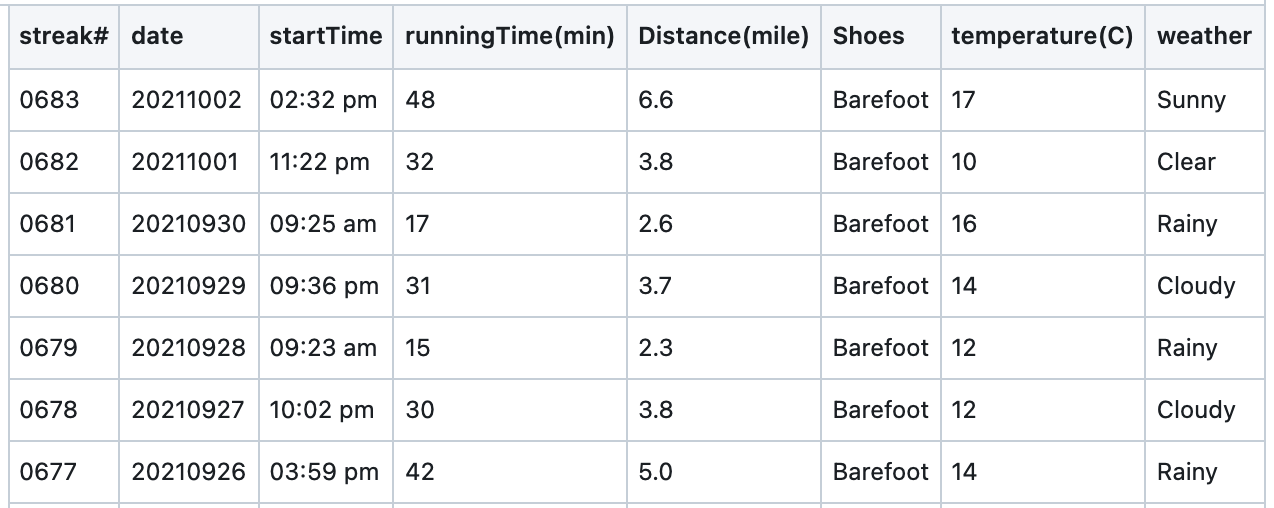 streak# date startTime runningTime(min) Distance(mile) Shoes temperature(C) weather
0683 20211002 02:32 pm 48 6.6 Barefoot 17 Sunny
0682 20211001 11:22 pm 32 3.8 Barefoot 10 Clear
0681 20210930 09:25 am 17 2.6 Barefoot 16 Rainy
0680 20210929 09:36 pm 31 3.7 Barefoot 14 Cloudy
0679 20210928 09:23 am 15 2.3 Barefoot 12 Rainy
0678 20210927 10:02 pm 30 3.8 Barefoot 12 Cloudy
0677 20210926 03:59 pm 42 5.0 Barefoot 14 Rainy